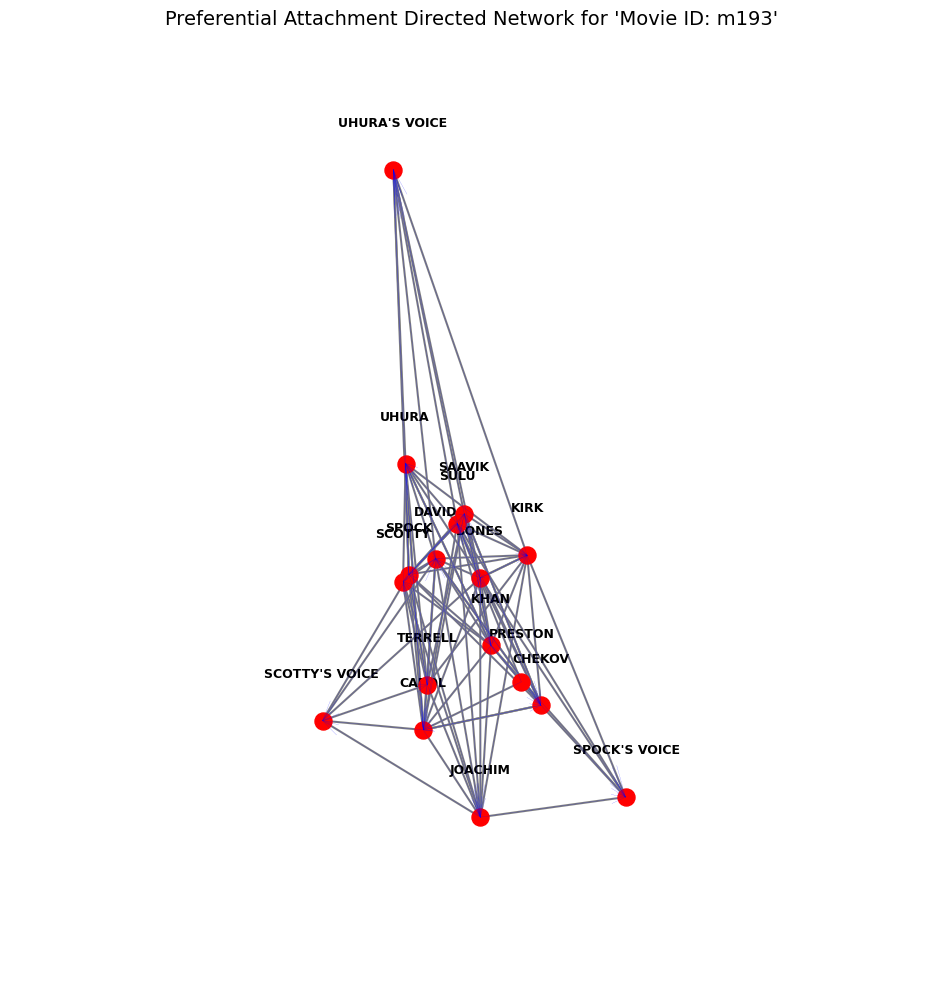 Preferential Attachment Directed Network for 'Movie ID: m193'
UHURA'S VOICE
UHURA
SAAVIK
SULU
KIRK
DAVID
SPOCK
BONES
SCOTTY
KHAN
PRESTON
TERRELL
CHEKOV
SCOTTY'S VOICE
CAROL
SPOCK'S VOICE
JOACHIM